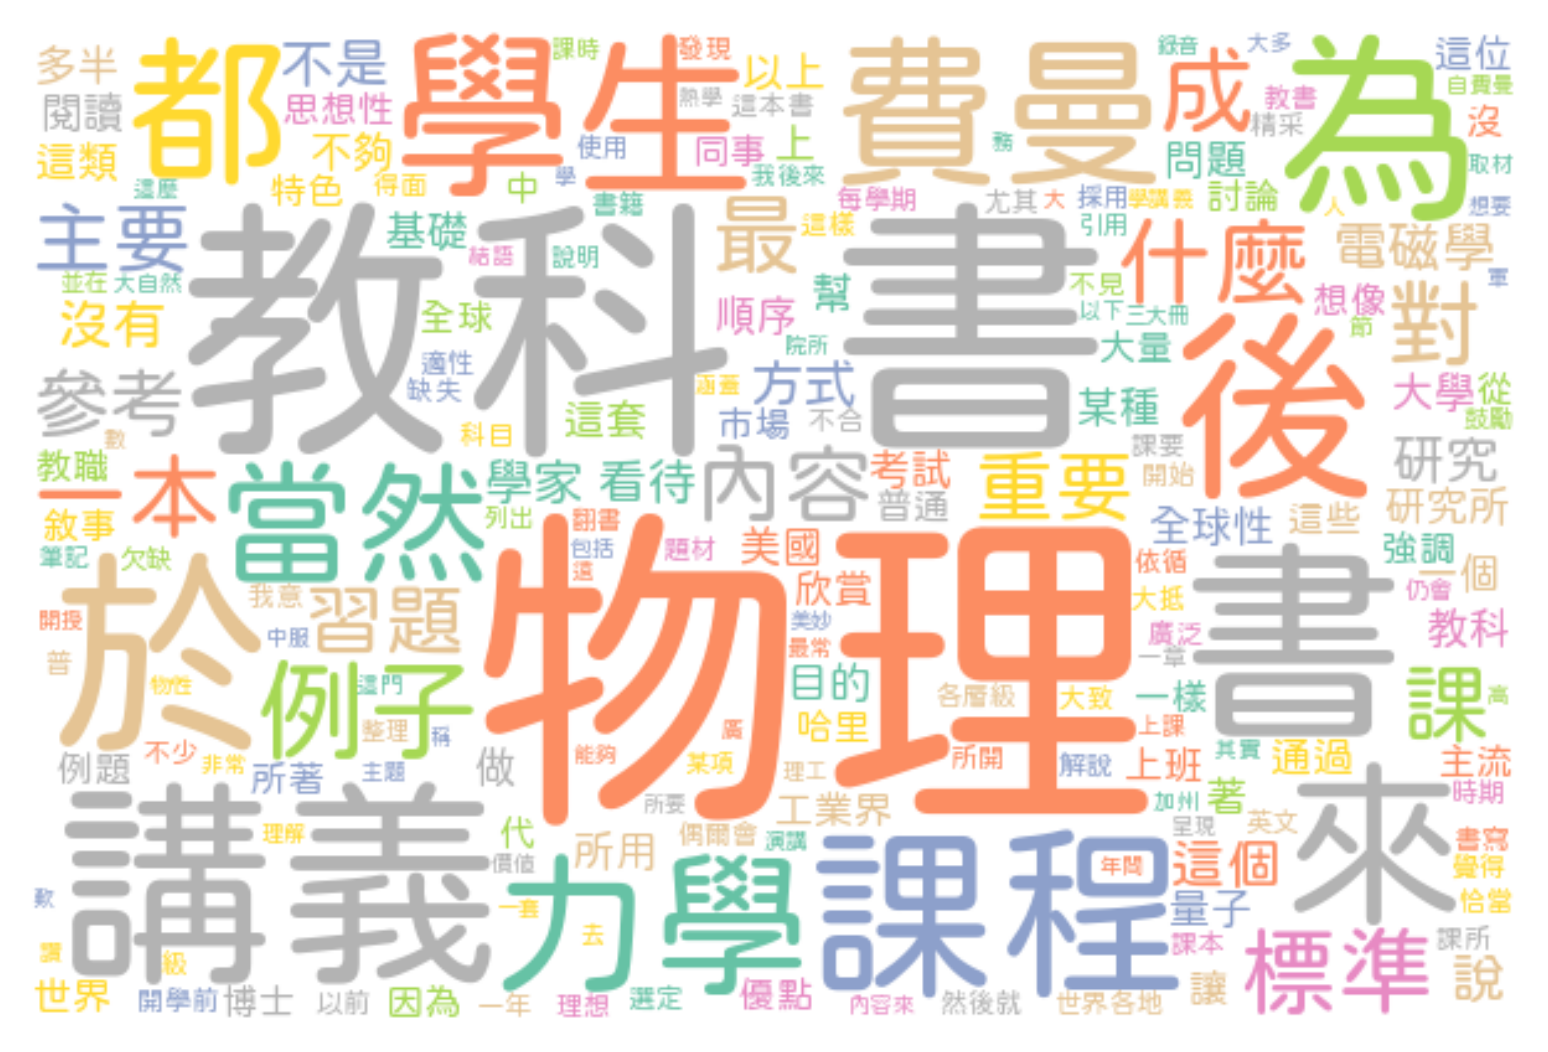 多半 都 不是 學生 課時 發現 以上 費曼 錄音 成 大多 為 這位
閱讀 思想性 熱學 這本書 教書 自費曼
這類 不夠 使用 同事 上 務 問題 精采 沒
這麼 特色 得面 中 學 我後來 取材
主要 基礎 書籍 最 每學期 尤其 大 採用 學講義 討論 人 想要
教科書 結語 說明 這樣 引用 什麼 電磁學
並在 大自然 不見 想像 對 軍
沒有 全球 順序 幫 以下 三大冊 節
適性 院所 大量 後
參考 缺失 涵蓋 方式 某種 大學 從
數 科目 這套 市場 不合 鼓勵
教職 一本 當然 學家 看待 內容 考試 重要 課要 研究
敘事 列出 翻書 普通 開始 研究所
筆記 欠缺 物理 包括 題材 美國 全球性 這些 強調
於 這 欣賞 依循 書 一個
我意 習題 大抵 仍會
開授 中服 美妙 廣泛 教科
普 最常 一章
物性 例子 這門 目的 各層級 大致 一樣 課 高
整理 稱 廣 哈里 上課
例題 不少 非常 所著 主題 做 能夠 某項 理工 所開 解說 上班 其實 通過 主流
講義 所要 工業界 加州 著 來 時期
理解 代 偶爾會 演講 課程 呈現 英文 書寫
價值 所用 年間 這個 覺得
歎 一套 力學 量子 恰當
讚 級 去 課本 標準 課所
世界 開學前 博士 以前 因為 一年 理想 選定 優點 內容來 然後就 世界各地 讓 說